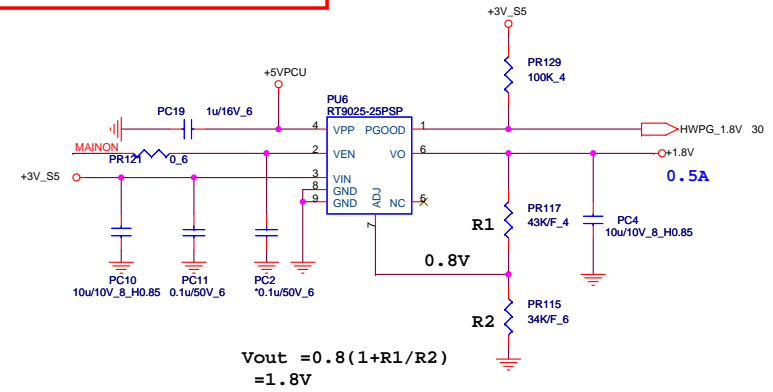 +3V_S5
PR129
100K_4
+5VPCU
PU6
RT9025-25PSP
PC19 1u/16V_6
4 VPP PGOOD 1
HWPG_1.8V 30
MAINON
PR121 0_6
2 VEN VO 6
+1.8V
0.5A
+3V_S5
3 VIN
8 GND
9 GND ADJ NC 5
7
R1
PR117
43K/F_4
PC4
10u/10V_8_H0.85
0.8V
PC10
10u/10V_8_H0.85
PC11
0.1u/50V_6
PC2
*0.1u/50V_6
R2
PR115
34K/F_6
Vout =0.8(1+R1/R2)
=1.8V